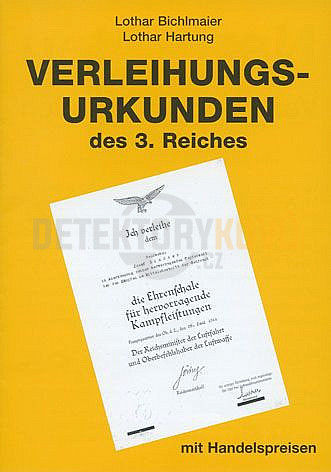 Lothar Bichlmaier
Lothar Hartung
VERLEIHUNGS-
URKUNDEN
des 3. Reiches
Ich verleihe
dem
die Ehrenschale
für hervorragende
Kampfleistungen
Der Reichsminister der Luftfahrt
und Oberbefehlshaber der Luftwaffe
mit Handelspreisen